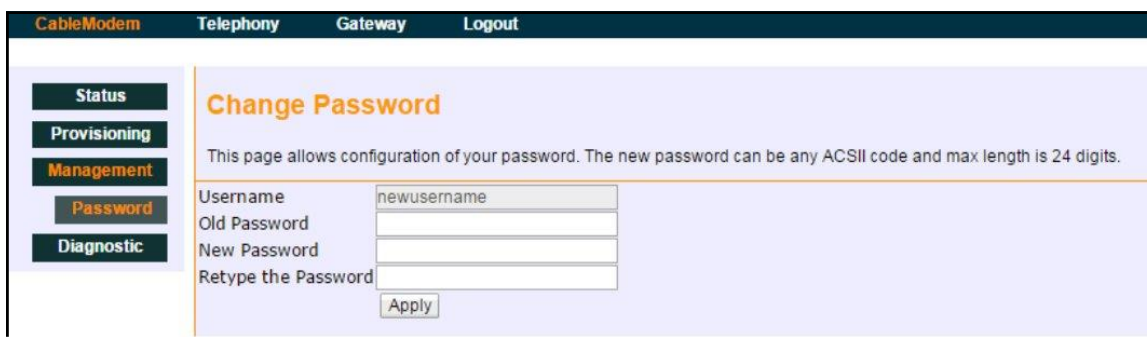 CableModem Telephony Gateway Logout
Status
Provisioning
Management
Password
Diagnostic
Change Password
This page allows configuration of your password. The new password can be any ACSII code and max length is 24 digits.
Username newusername
Old Password
New Password
Retype the Password
Apply